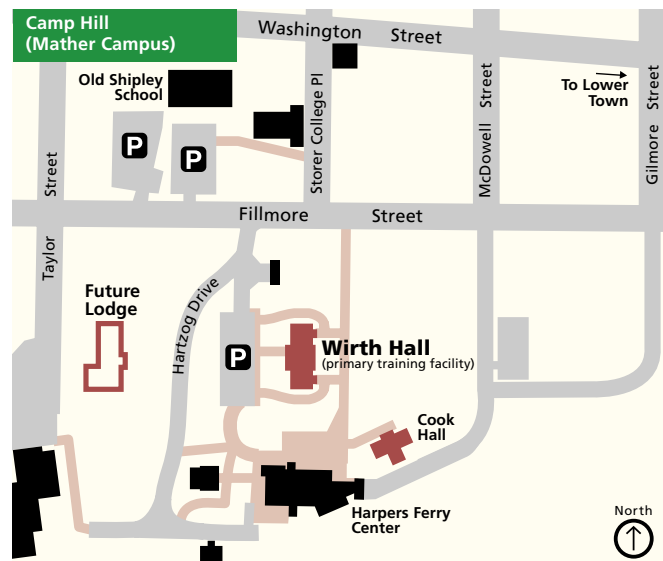 Camp Hill
(Mather Campus)
Washington Street
Old Shipley
School
To Lower
Town
P
P
Storer College Pl
McDowell Street
Gilmore Street
Taylor Street
Fillmore Street
Hartzog Drive
Future
Lodge
P
Wirth Hall
(primary training facility)
Cook
Hall
Harpers Ferry
Center
North